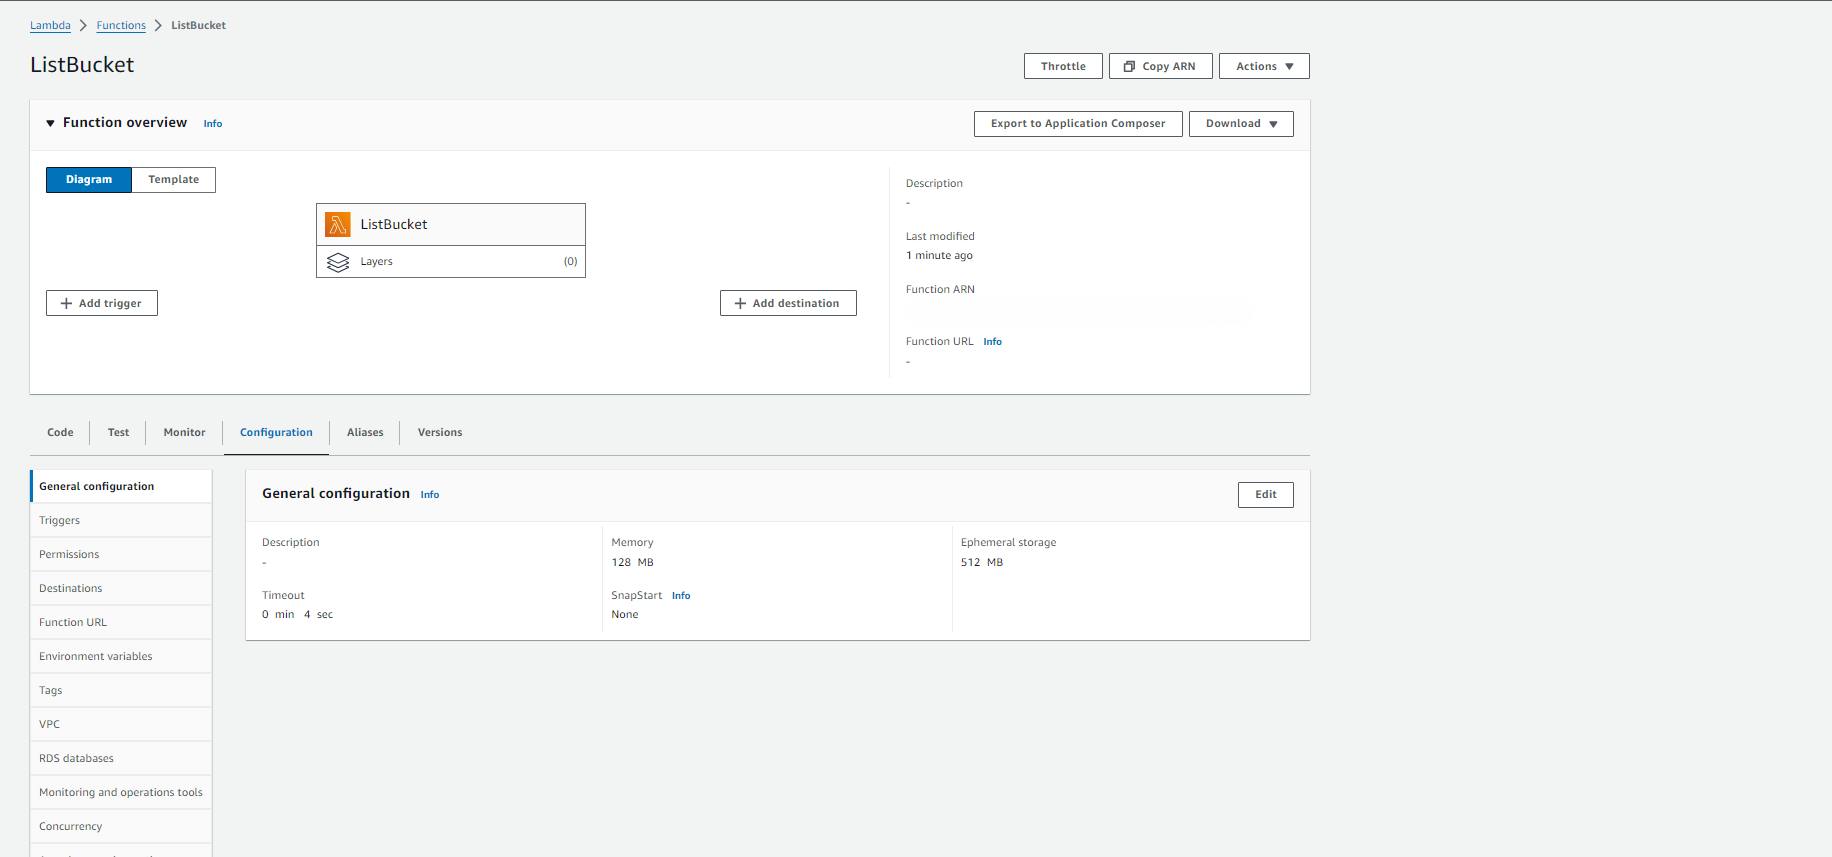 Lambda > Functions > ListBucket
ListBucket
Throttle Copy ARN Actions
Function overview Info
Export to Application Composer Download
Diagram Template
ListBucket
Layers (0)
Add trigger
Add destination
Description
-
Last modified
1 minute ago
Function ARN
Function URL Info
-
Code Test Monitor Configuration Aliases Versions
General configuration
Triggers
Permissions
Destinations
Function URL
Environment variables
Tags
VPC
RDS databases
Monitoring and operations tools
Concurrency
General configuration Info
Edit
Description
-
Memory
128 MB
Ephemeral storage
512 MB
Timeout
0 min 4 sec
SnapStart Info
None